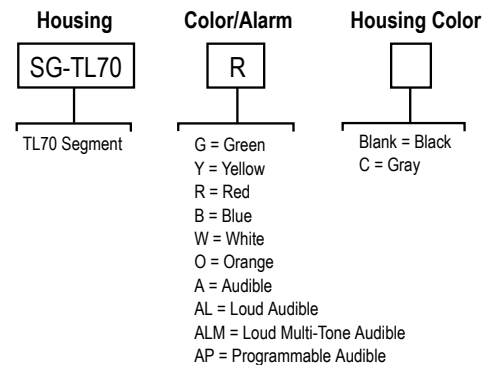 Housing
Color/Alarm
Housing Color
SG-TL70
R
TL70 Segment
G = Green
Y = Yellow
R = Red
B = Blue
W = White
O = Orange
A = Audible
AL = Loud Audible
ALM = Loud Multi-Tone Audible
AP = Programmable Audible
Blank = Black
C = Gray